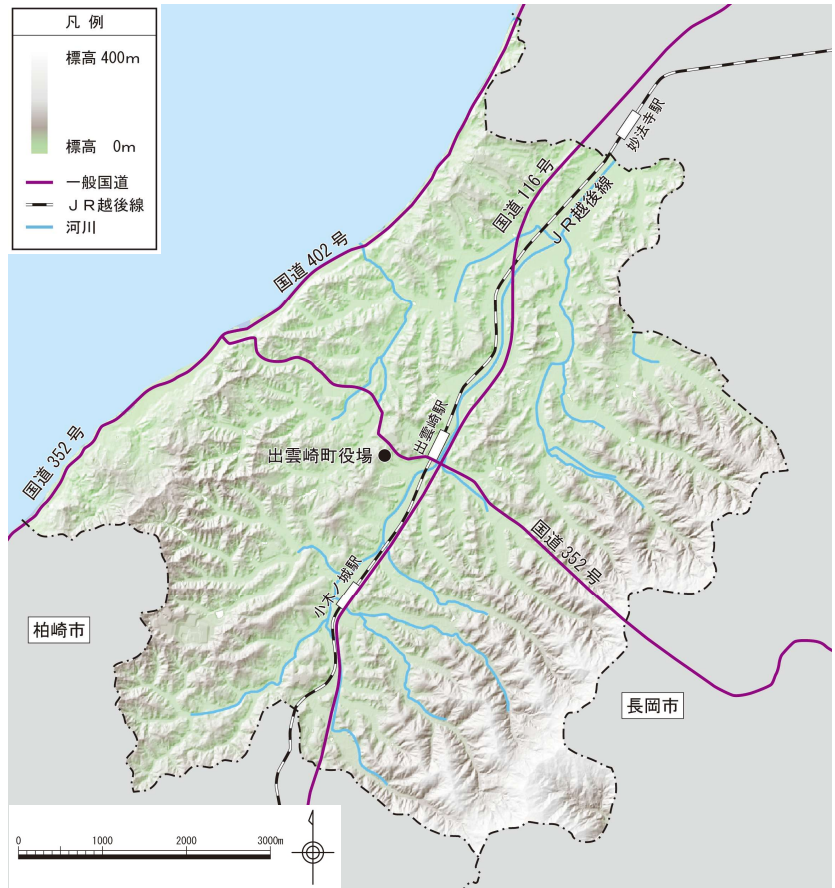 凡 例
標高 400m
標高 0m
一般国道
ＪＲ越後線
河川
妙法寺駅
国道 116 号
ＪＲ越後線
国道 402 号
出雲崎駅
出雲崎町役場
国道 352 号
国道 352 号
小木ノ城駅
柏崎市
長岡市
0 1000 2000 3000m